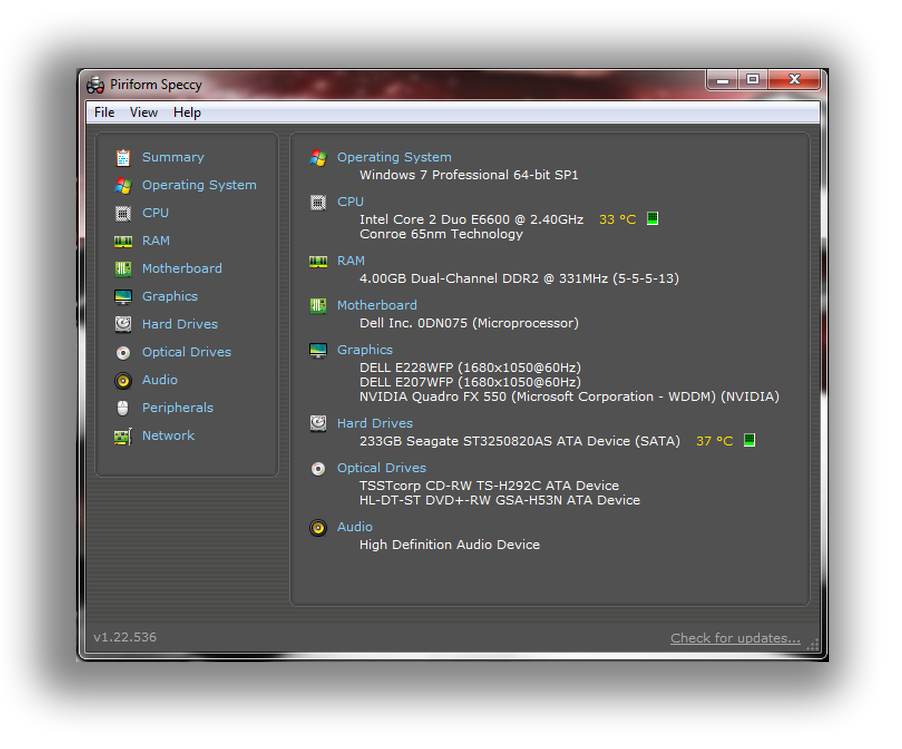 Piriform Speccy
File View Help
Summary
Operating System
CPU
RAM
Motherboard
Graphics
Hard Drives
Optical Drives
Audio
Peripherals
Network
Operating System
Windows 7 Professional 64-bit SP1
CPU
Intel Core 2 Duo E6600 @ 2.40GHz 33 °C
Conroe 65nm Technology
RAM
4.00GB Dual-Channel DDR2 @ 331MHz (5-5-5-13)
Motherboard
Dell Inc. 0DN075 (Microprocessor)
Graphics
DELL E228WFP (1680x1050@60Hz)
DELL E207WFP (1680x1050@60Hz)
NVIDIA Quadro FX 550 (Microsoft Corporation - WDDM) (NVIDIA)
Hard Drives
233GB Seagate ST3250820AS ATA Device (SATA) 37 °C
Optical Drives
TSSTcorp CD-RW TS-H292C ATA Device
HL-DT-ST DVD+-RW GSA-H53N ATA Device
Audio
High Definition Audio Device
v1.22.536 Check for updates...